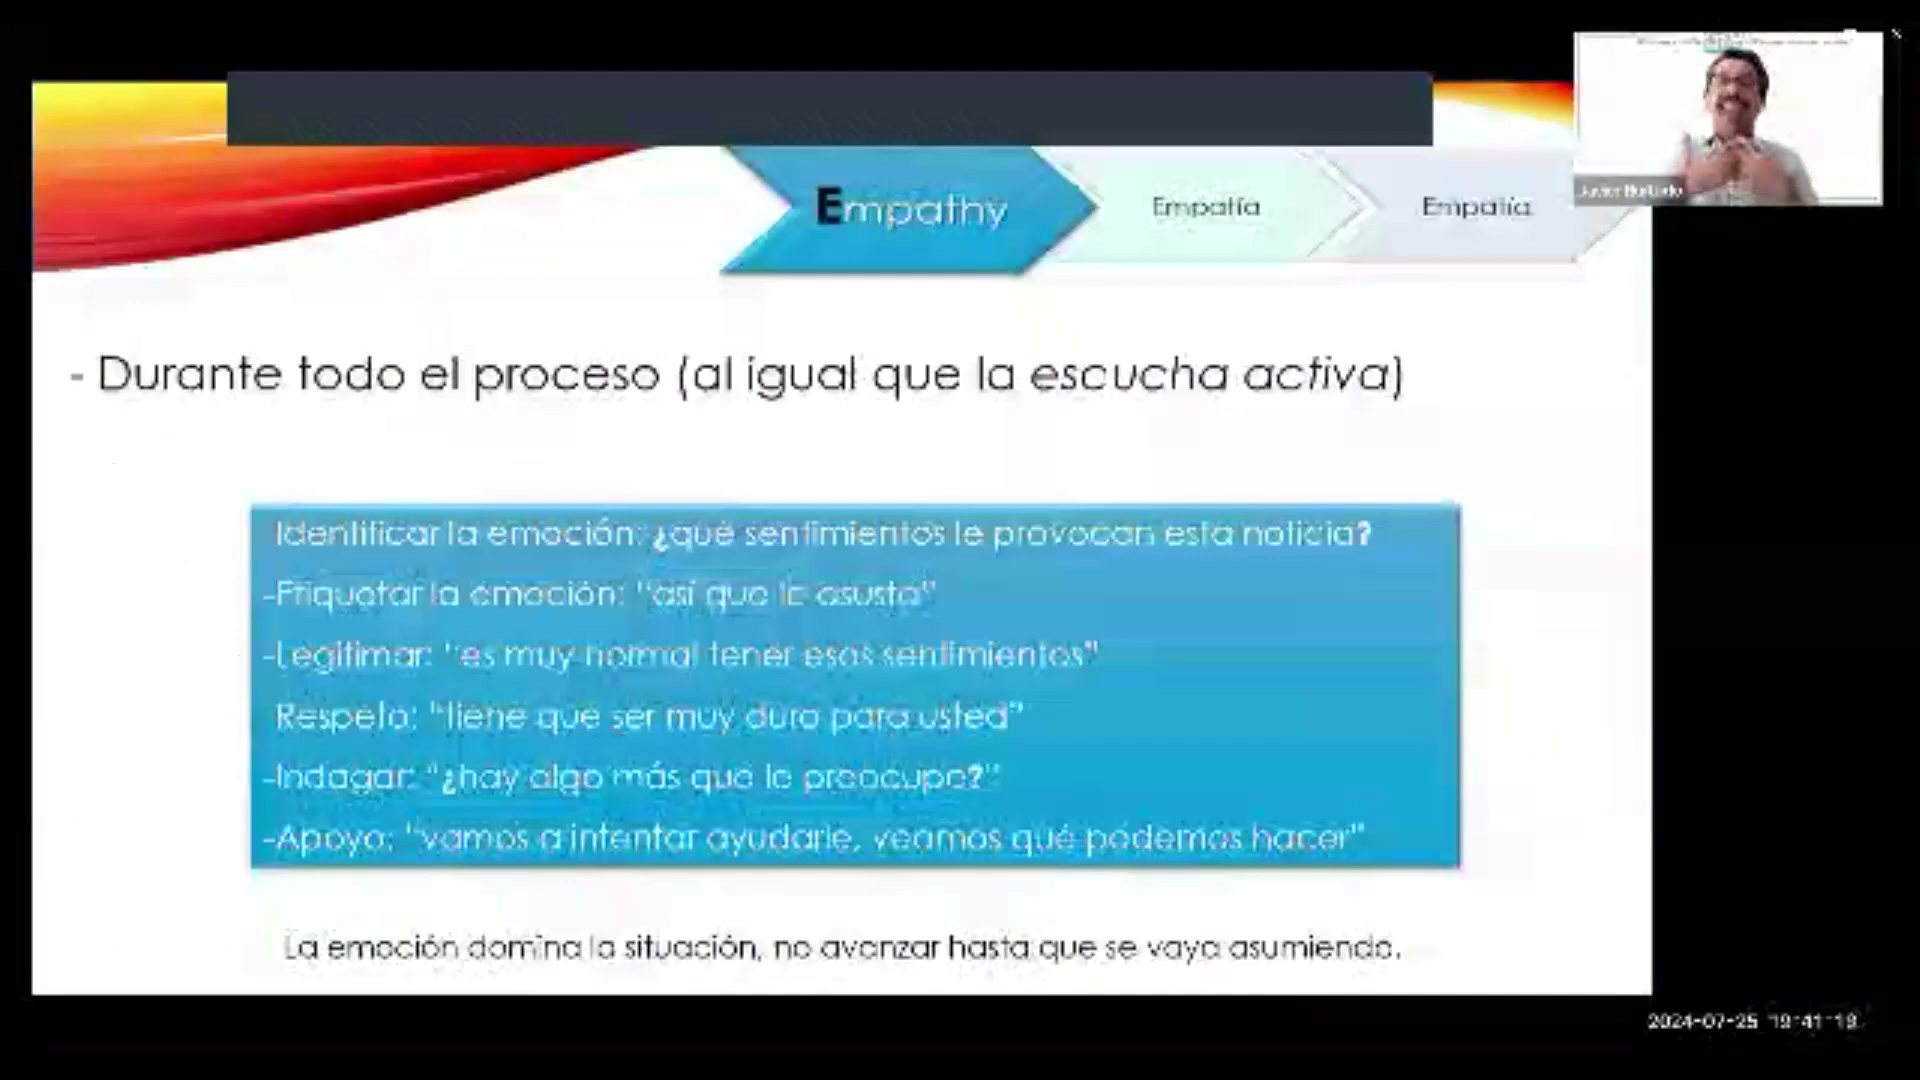 Empathy
Empatía
Empatía
- Durante todo el proceso (al igual que la escucha activa)
Identificar la emoción: ¿qué sentimientos le provocan esta noticia?
-Etiquetar la emoción: "así que le asusta"
-Legitimar: "es muy normal tener esos sentimientos"
Respeto: "tiene que ser muy duro para usted"
-Indagar: "¿hay algo más que le preocupe?"
-Apoyo: "vamos a intentar ayudarle, veamos qué podemos hacer"
La emoción domina la situación, no avanzar hasta que se vaya asumiendo.
Javier
2024-07-25 19:41:19